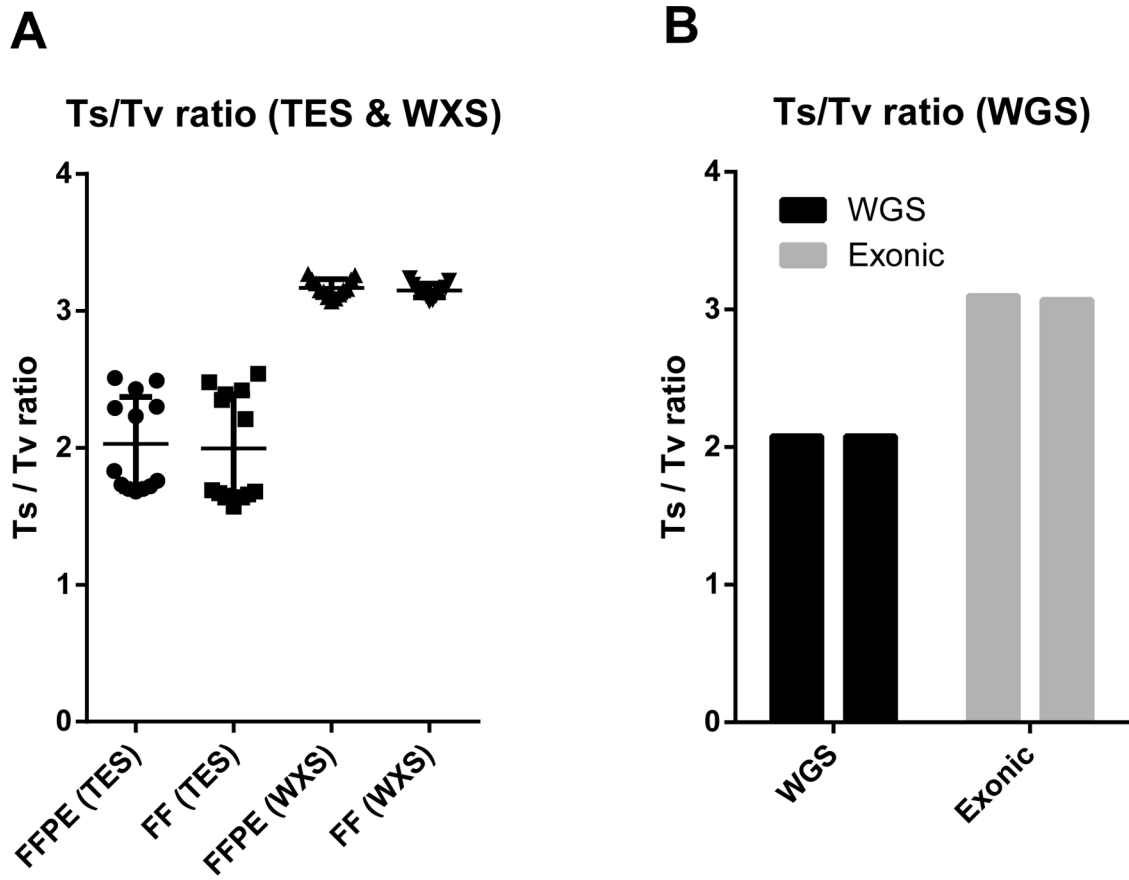 A
Ts/Tv ratio (TES & WXS)
Ts / Tv ratio
4
3
2
1
0
FFPE (TES)
FF (TES)
FFPE (WXS)
FF (WXS)
B
Ts/Tv ratio (WGS)
Ts / Tv ratio
4
3
2
1
0
WGS
Exonic
WGS
Exonic